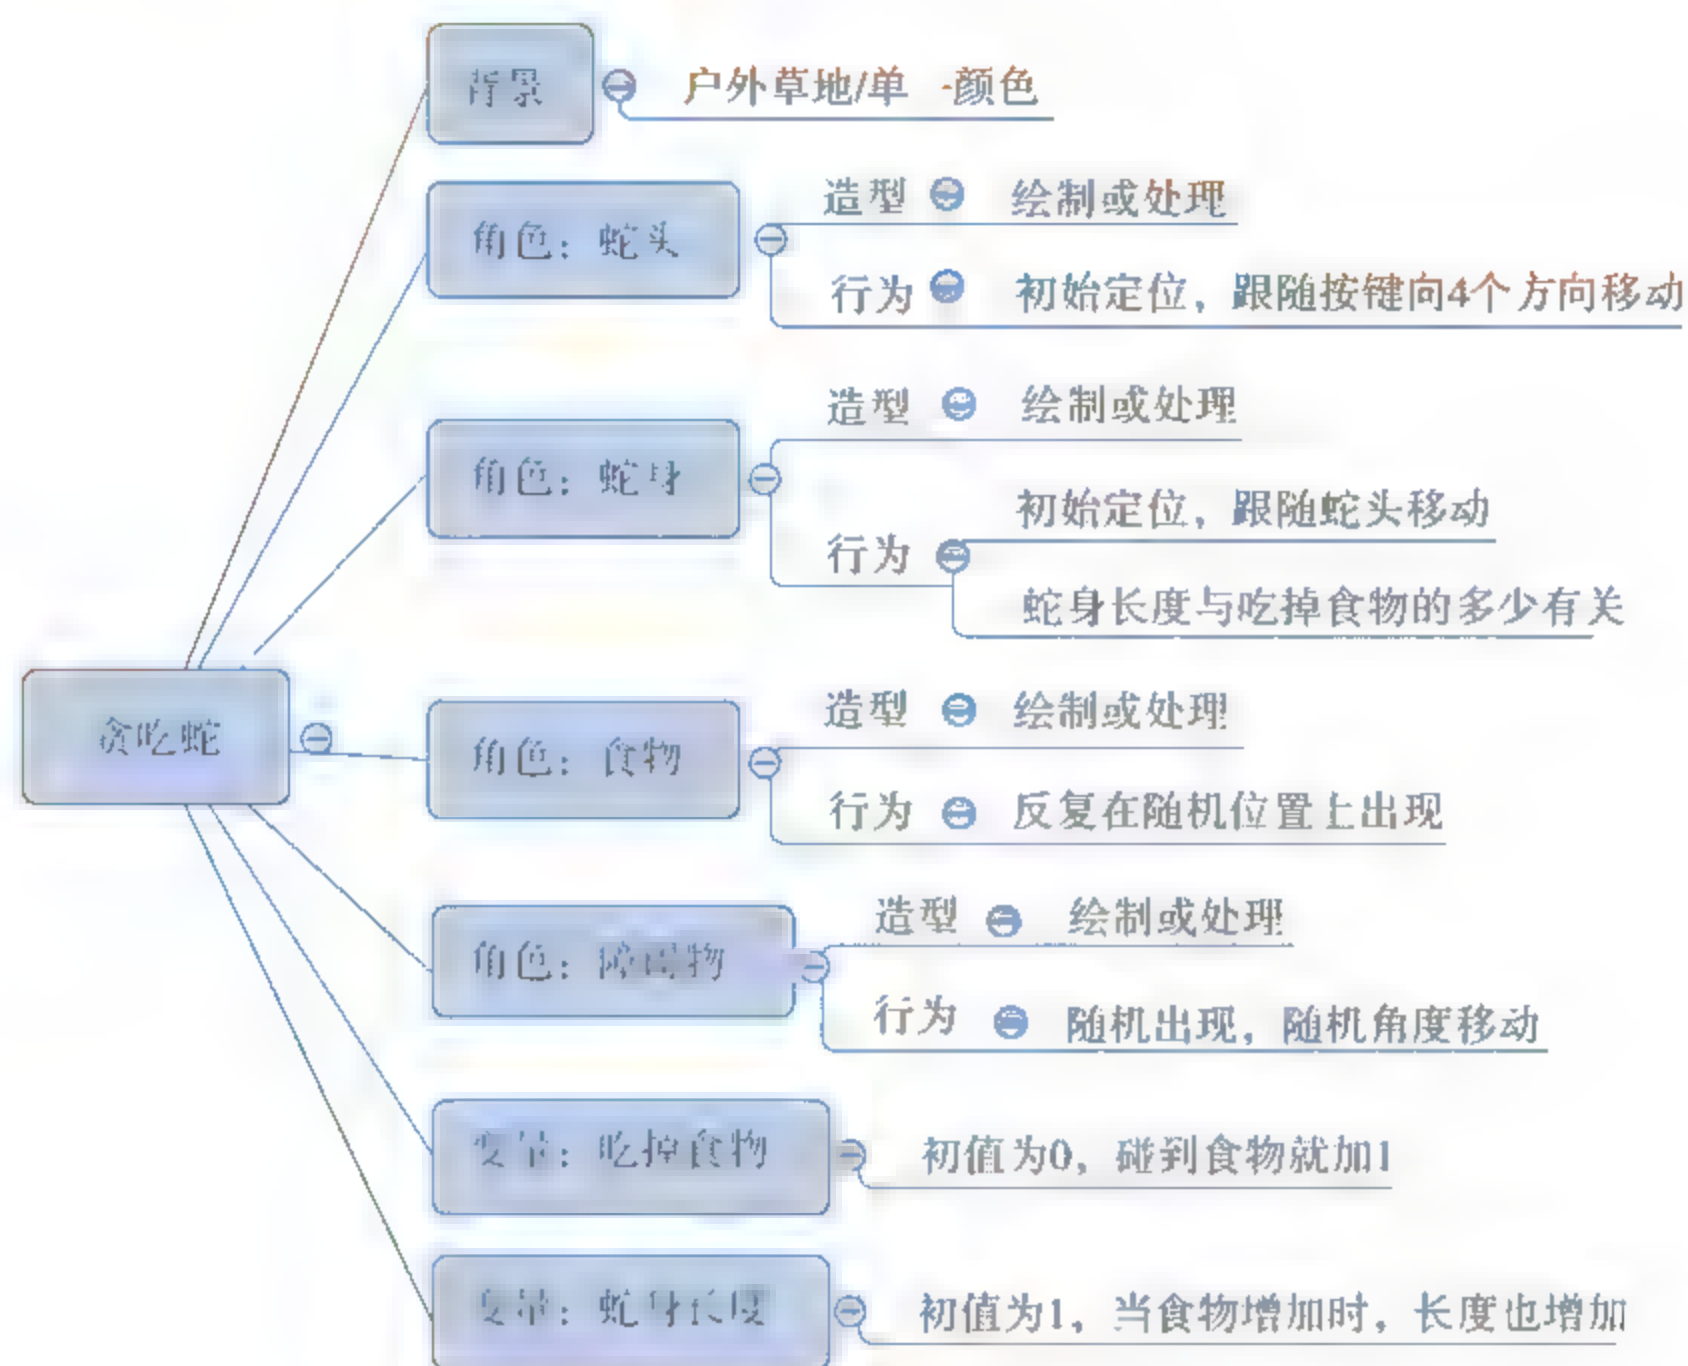 背景
户外草地/单一颜色
角色：蛇头
造型 绘制或处理
行为 初始定位，跟随按键向4个方向移动
角色：蛇身
造型 绘制或处理
行为
初始定位，跟随蛇头移动
蛇身长度与吃掉食物的多少有关
贪吃蛇
角色：食物
造型 绘制或处理
行为 反复在随机位置上出现
角色：障碍物
造型 绘制或处理
行为 随机出现，随机角度移动
变量：吃掉食物
初值为0，碰到食物就加1
变量：蛇身长度
初值为1，当食物增加时，长度也增加